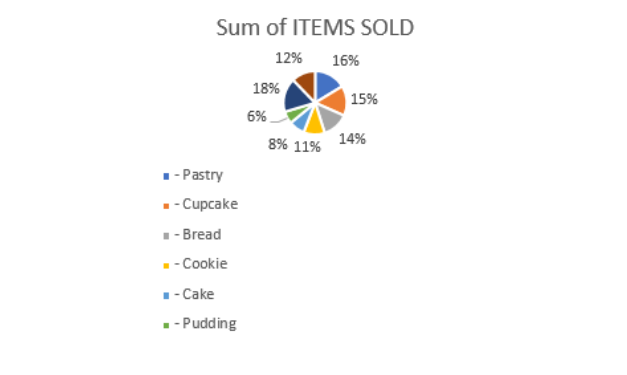 Sum of ITEMS SOLD
12% 16%
18% 15%
6%
14%
8% 11%
- Pastry
- Cupcake
- Bread
- Cookie
- Cake
- Pudding